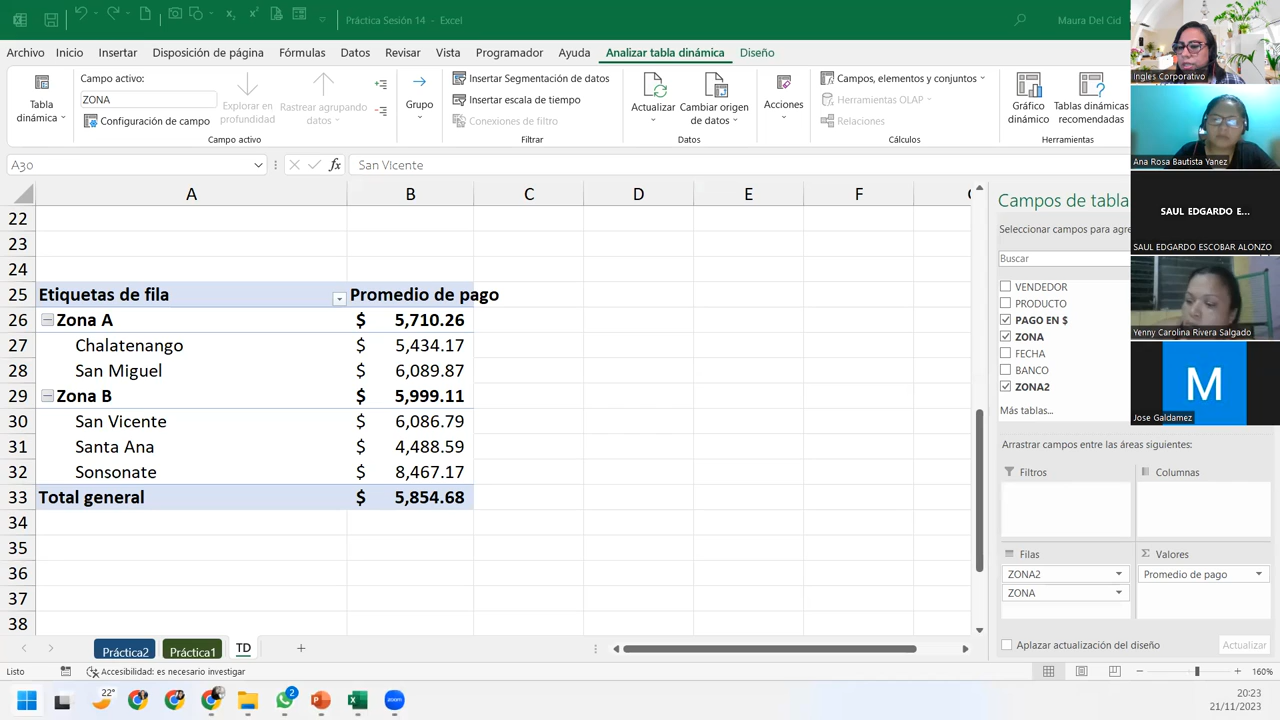 Práctica Sesión 14 - Excel
Maura Del Cid
Archivo Inicio Insertar Disposición de página Fórmulas Datos Revisar Vista Programador Ayuda Analizar tabla dinámica Diseño
Tabla dinámica
Campo activo:
ZONA
Configuración de campo
Explorar en profundidad
Rastrear agrupando datos
Campo activo
Grupo
Insertar Segmentación de datos
Insertar escala de tiempo
Conexiones de filtro
Filtrar
Actualizar
Cambiar origen de datos
Datos
Acciones
Campos, elementos y conjuntos
Herramientas OLAP
Relaciones
Cálculos
Gráfico dinámico
Tablas dinámicas recomendadas
Herramientas
A30
fx
San Vicente
A B C D E F
22
23
24
25 Etiquetas de fila Promedio de pago
26 Zona A $ 5,710.26
27 Chalatenango $ 5,434.17
28 San Miguel $ 6,089.87
29 Zona B $ 5,999.11
30 San Vicente $ 6,086.79
31 Santa Ana $ 4,488.59
32 Sonsonate $ 8,467.17
33 Total general $ 5,854.68
34
35
36
37
38
Campos de tabla
Seleccionar campos para agre
Buscar
VENDEDOR
PRODUCTO
PAGO EN $
ZONA
FECHA
BANCO
ZONA2
Más tablas...
Arrastrar campos entre las áreas siguientes:
Filtros
Columnas
Filas
Σ Valores
ZONA2
ZONA
Promedio de pago
Aplazar actualización del diseño
Actualizar
Ingles Corporativo
Ana Rosa Bautista Yanez
SAUL EDGARDO E...
SAUL EDGARDO ESCOBAR ALONZO
Yenny Carolina Rivera Salgado
M
Jose Galdamez
Práctica2 Práctica1 TD
Listo
Accesibilidad: es necesario investigar
160%
22°
2
zoom
20:23
21/11/2023